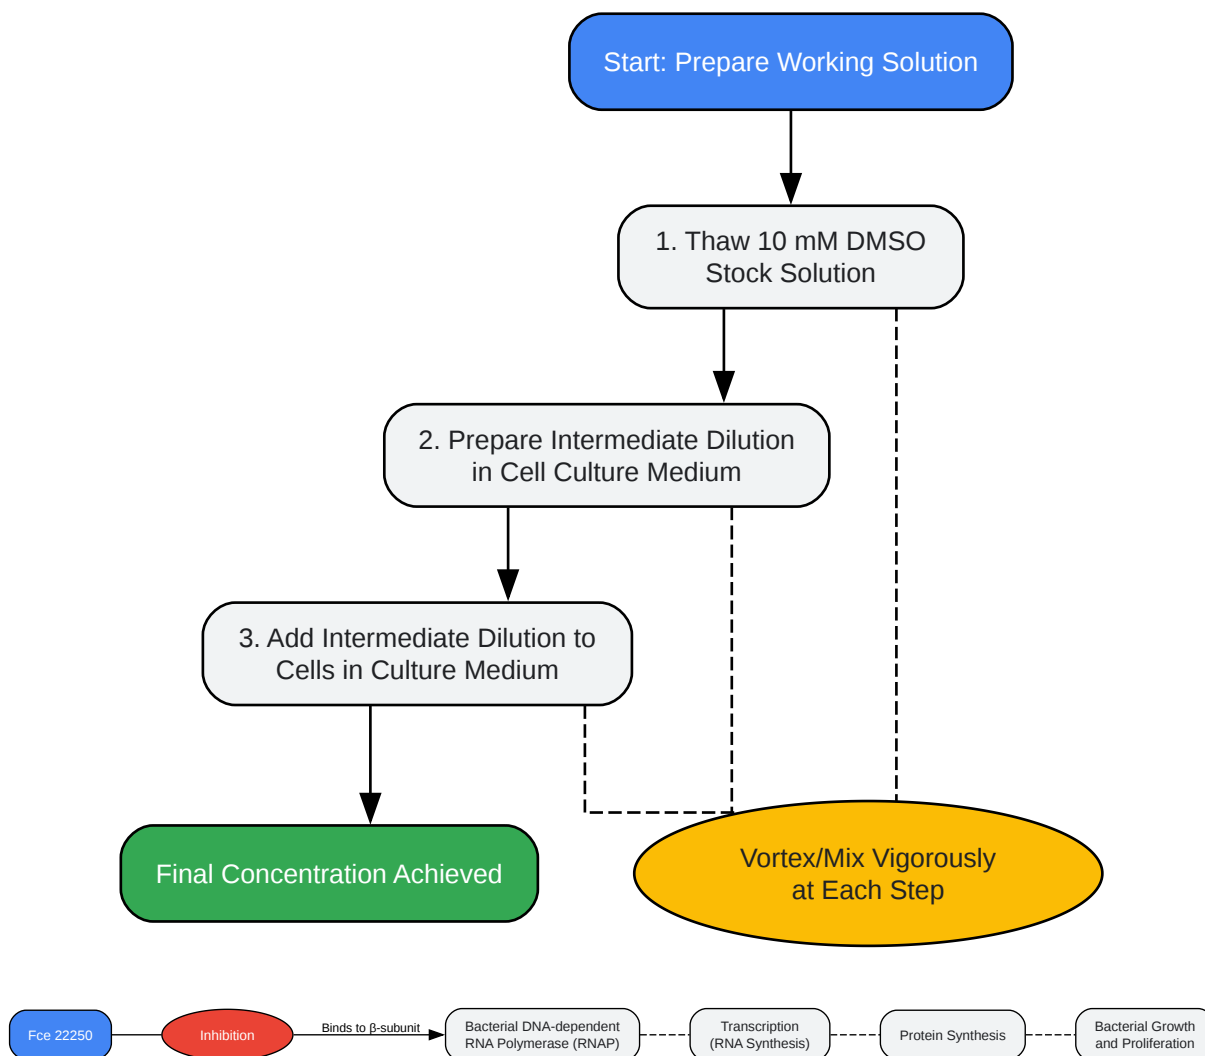 Start: Prepare Working Solution
1. Thaw 10 mM DMSO
Stock Solution
2. Prepare Intermediate Dilution
in Cell Culture Medium
3. Add Intermediate Dilution to
Cells in Culture Medium
Final Concentration Achieved
Vortex/Mix Vigorously
at Each Step
Fce 22250
Inhibition
Binds to β-subunit
Bacterial DNA-dependent
RNA Polymerase (RNAP)
Transcription
(RNA Synthesis)
Protein Synthesis
Bacterial Growth
and Proliferation